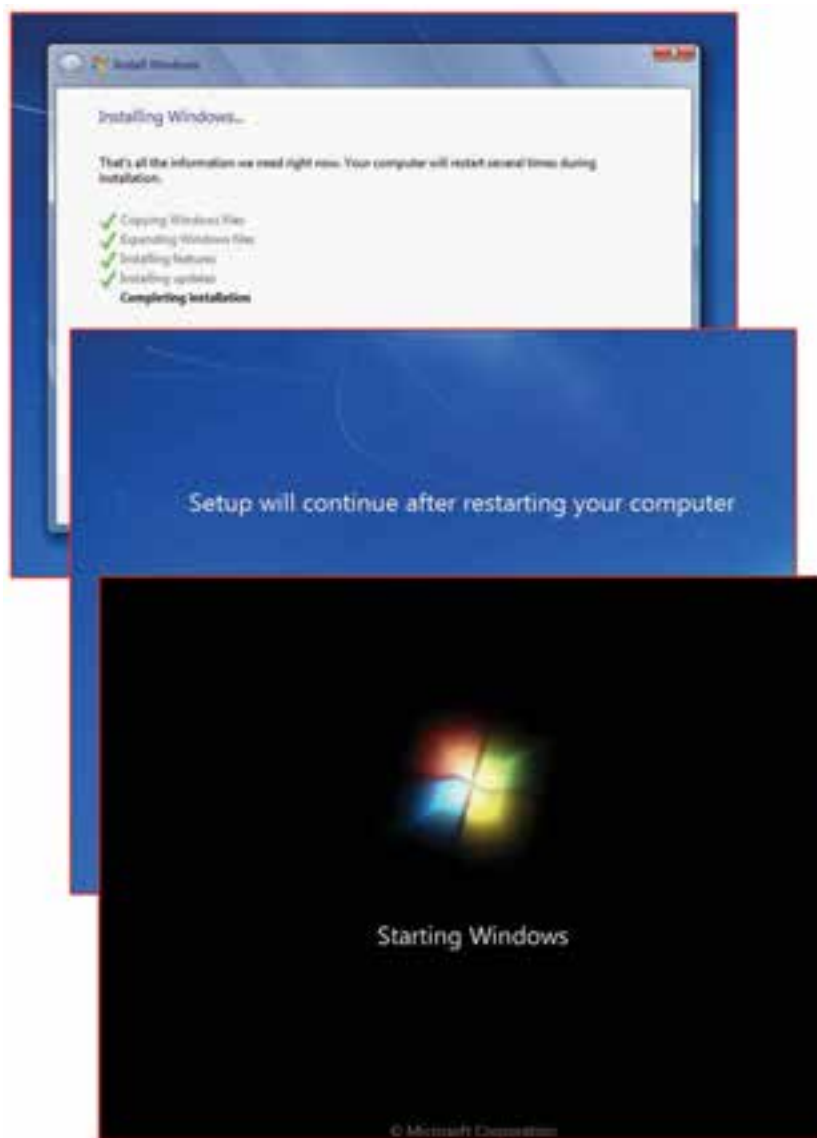 Install Windows
Installing Windows...
That's all the information we need right now. Your computer will restart several times during
installation.
Copying Windows files
Expanding Windows files
Installing features
Installing updates
Completing installation
Setup will continue after restarting your computer
Starting Windows
© Microsoft Corporation